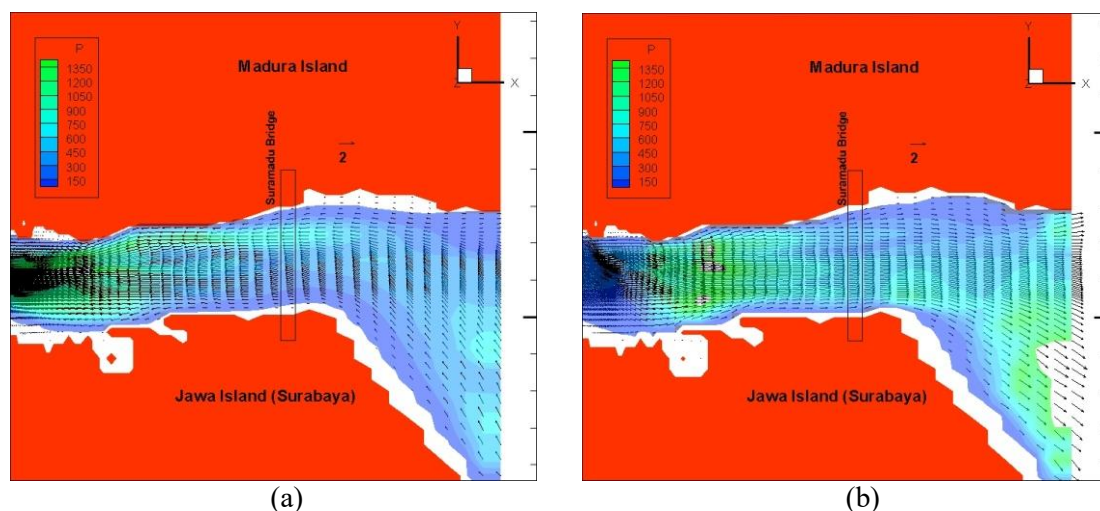 P
1350
1200
1050
900
750
600
450
300
150
Madura Island
Y
Z
X
Suramadu Bridge
2
Jawa Island (Surabaya)
(a)
P
1350
1200
1050
900
750
600
450
300
150
Madura Island
Y
Z
X
Suramadu Bridge
2
Jawa Island (Surabaya)
(b)